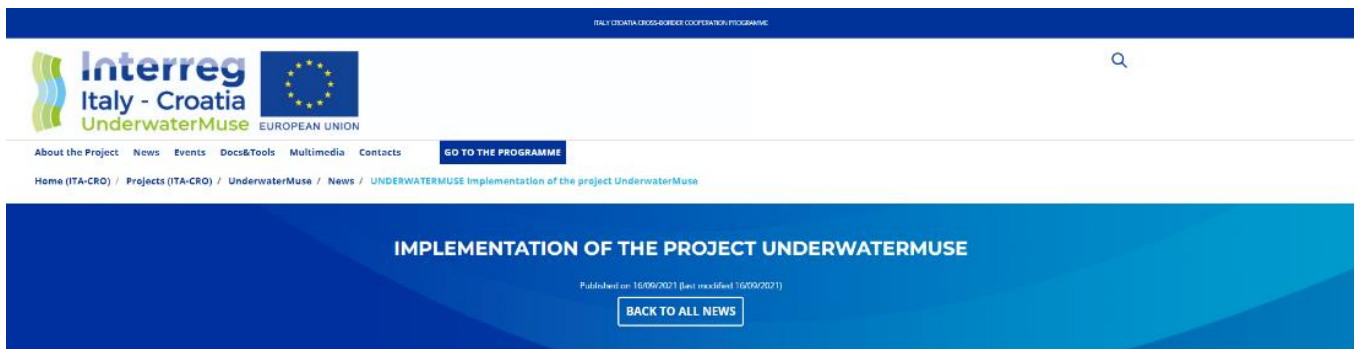 ITALY CROATIA CROSS-BORDER COOPERATION PROGRAMME
Interreg
Italy - Croatia
UnderwaterMuse EUROPEAN UNION
About the Project News Events Docs&Tools Multimedia Contacts GO TO THE PROGRAMME
Home (ITA-CRO) / Projects (ITA-CRO) / UnderwaterMuse / News / UNDERWATERMUSE Implementation of the project UnderwaterMuse
IMPLEMENTATION OF THE PROJECT UNDERWATERMUSE
Published on 16/09/2021 (last modified 16/09/2021)
BACK TO ALL NEWS